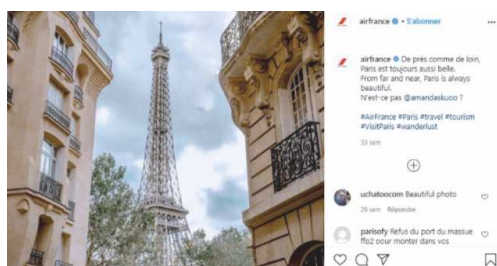 airfrance • S'abonner
airfrance De près comme de loin,
Paris est toujours aussi belle.
From far and near, Paris is always
beautiful.
N'est-ce pas @amandaskuoo ?
#AirFrance #Paris #travel #tourism
#VisitParis #wanderlust
33 sem
uchatoocom Beautiful photo
29 sem Répondre
parisofy Refus du port du massue
ffp2 pour monter dans vos